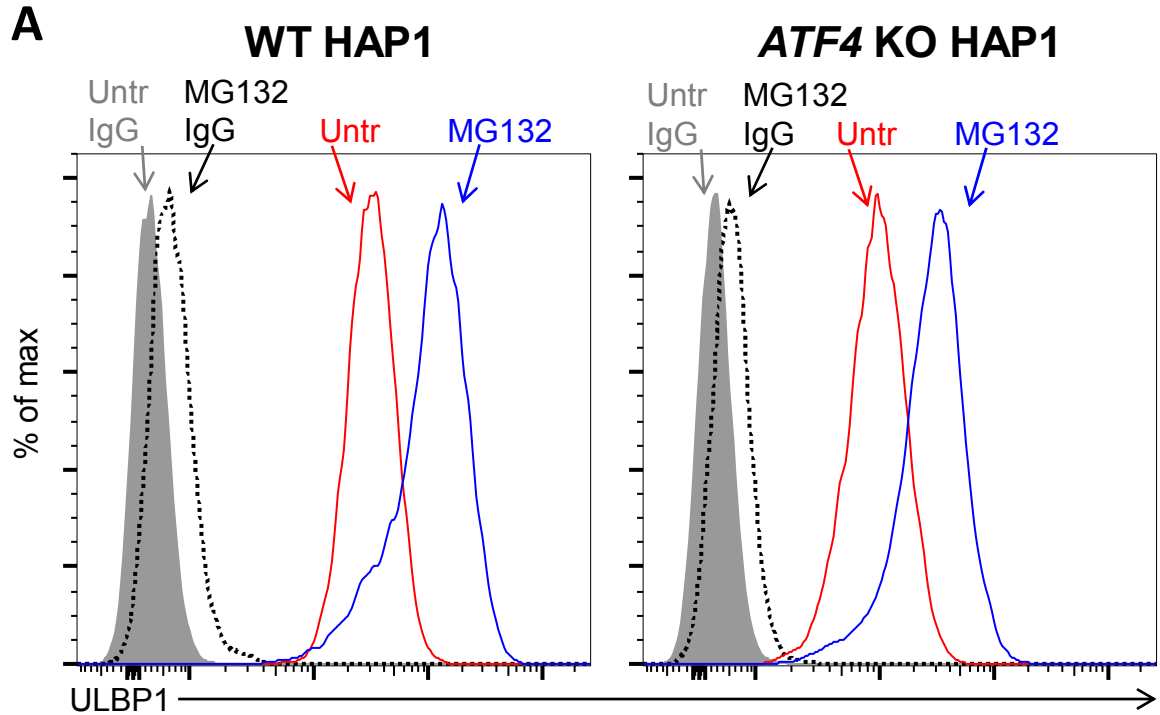 A
WT HAP1
ATF4 KO HAP1
Untr
IgG
MG132
IgG
Untr
MG132
Untr
IgG
MG132
IgG
Untr
MG132
% of max
ULBP1